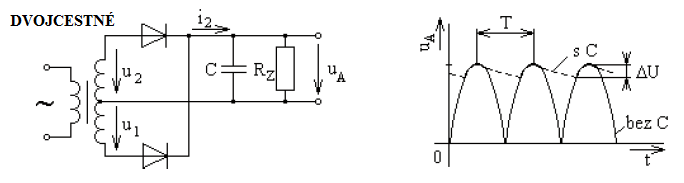 DVOJCESTNÉ
i2
~
u2
u1
C
RZ
uA
uA
T
s C
ΔU
bez C
0
t